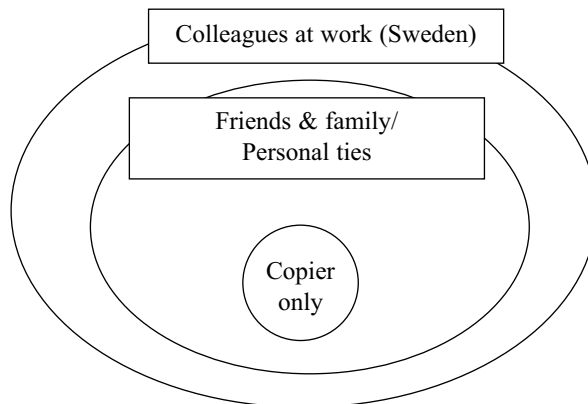 Colleagues at work (Sweden)
Friends & family/
Personal ties
Copier
only